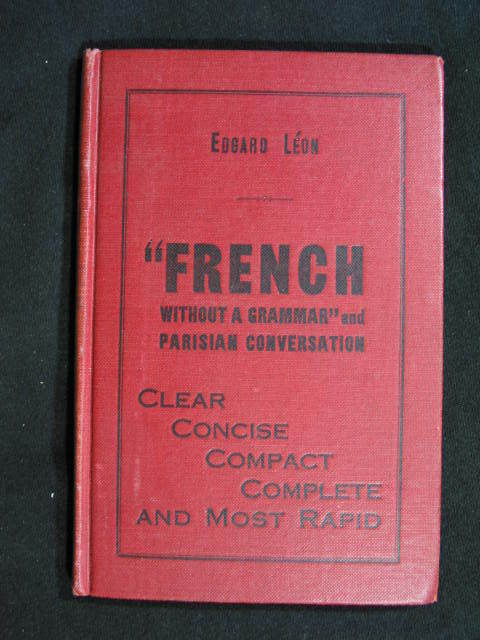 EDGARD LÉON
"FRENCH
WITHOUT A GRAMMAR" and
PARISIAN CONVERSATION
CLEAR
CONCISE
COMPACT
COMPLETE
AND MOST RAPID